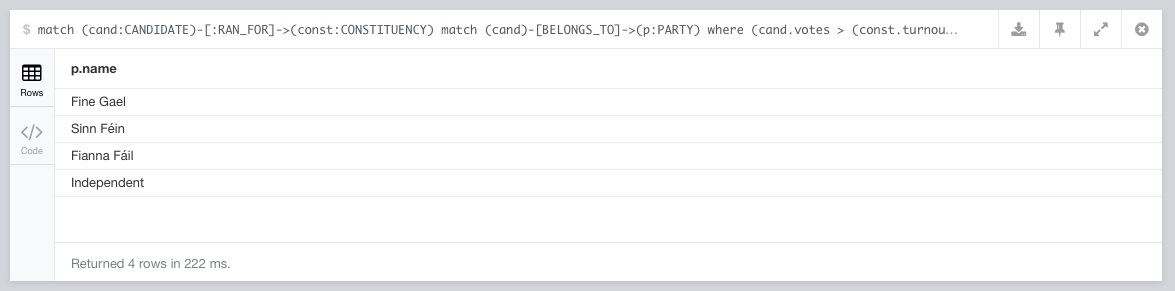 $ match (cand:CANDIDATE)-[:RAN_FOR]->(const:CONSTITUENCY) match (cand)-[BELONGS_TO]->(p:PARTY) where (cand.votes > (const.turnou…
Rows
p.name
Fine Gael
Sinn Féin
Code
Fianna Fáil
Independent
Returned 4 rows in 222 ms.